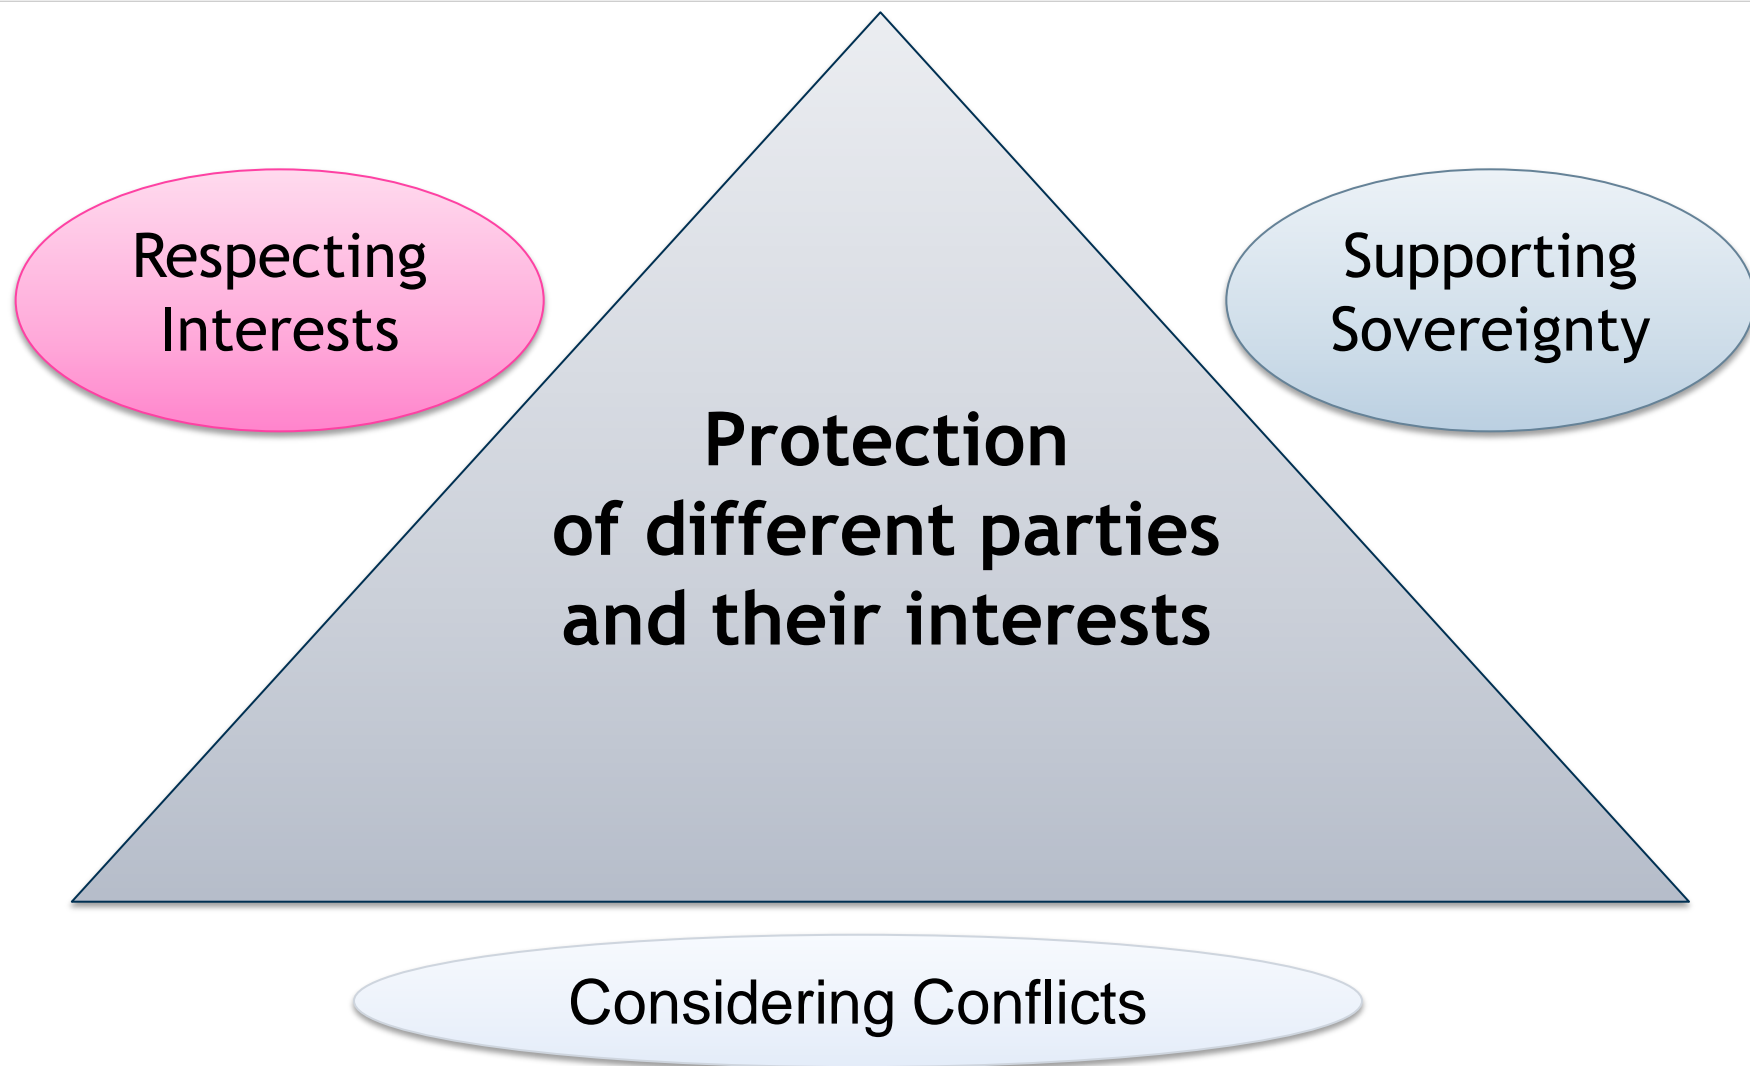 Respecting
Interests
Supporting
Sovereignty
Protection
of different parties
and their interests
Considering Conflicts